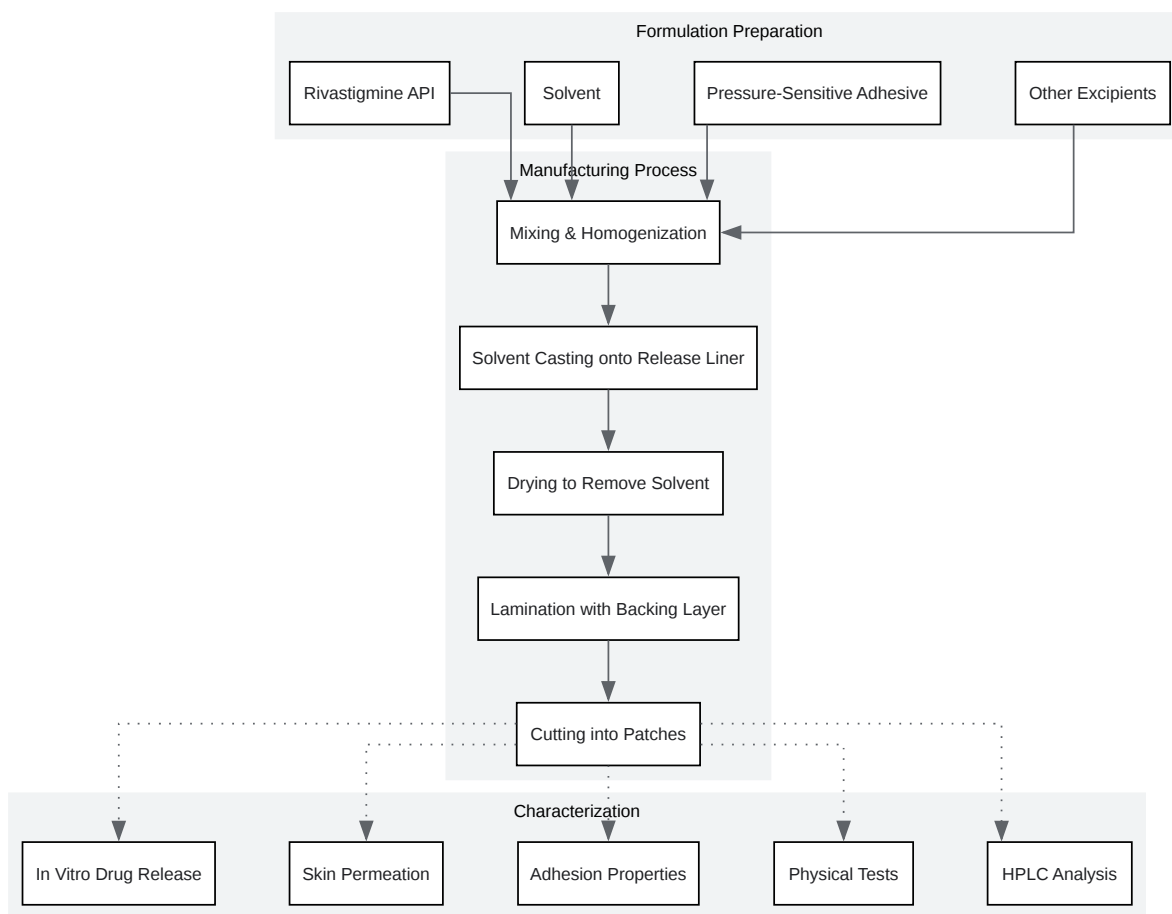 Formulation Preparation
Rivastigmine API
Solvent
Pressure-Sensitive Adhesive
Other Excipients
Manufacturing Process
Mixing & Homogenization
Solvent Casting onto Release Liner
Drying to Remove Solvent
Lamination with Backing Layer
Cutting into Patches
Characterization
In Vitro Drug Release
Skin Permeation
Adhesion Properties
Physical Tests
HPLC Analysis